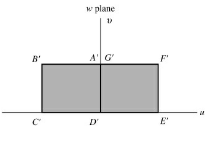 w plane
υ
B' A' G' F'
C' D' E' u